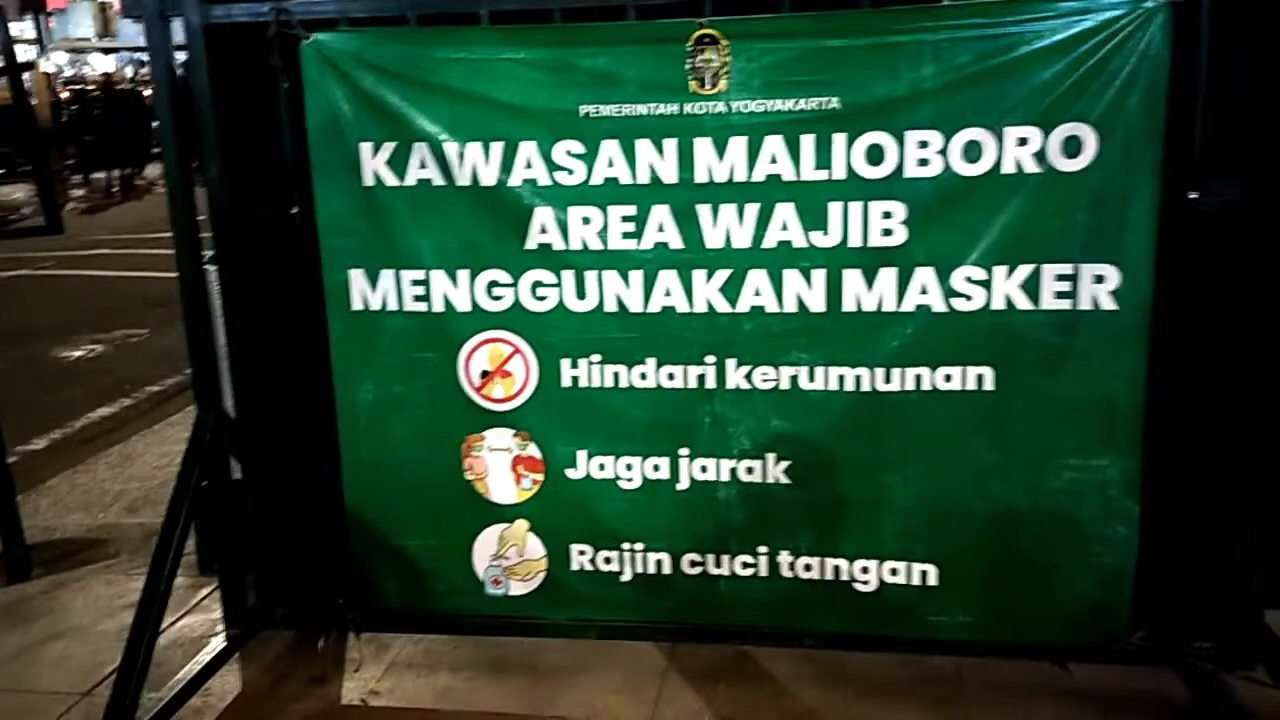 PEMERINTAH KOTA YOGYAKARTA
KAWASAN MALIOBORO
AREA WAJIB
MENGGUNAKAN MASKER
Hindari kerumunan
Jaga jarak
Rajin cuci tangan